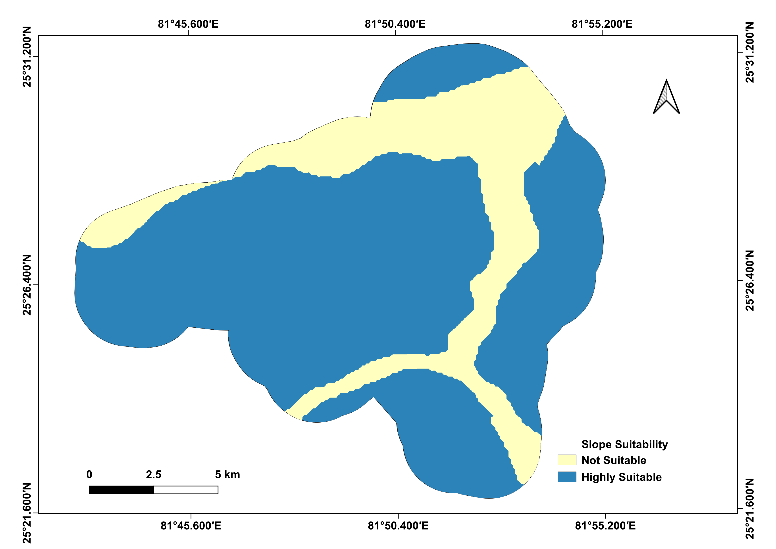 81°45.600'E 81°50.400'E 81°55.200'E
25°31.200'N 25°31.200'N
25°26.400'N 25°26.400'N
Slope Suitability
Not Suitable
Highly Suitable
0 2.5 5 km
25°21.600'N 25°21.600'N
81°45.600'E 81°50.400'E 81°55.200'E